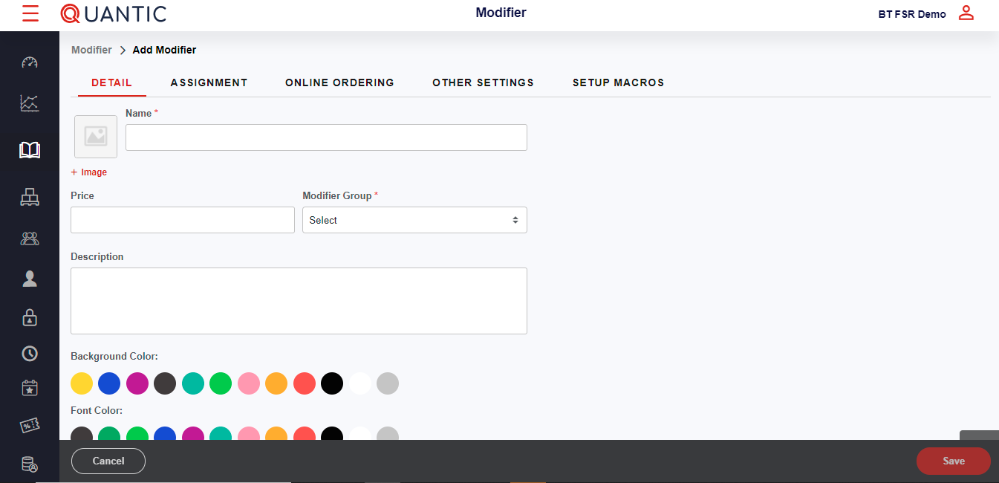 QUANTIC
Modifier
BT FSR Demo
Modifier > Add Modifier
DETAIL ASSIGNMENT ONLINE ORDERING OTHER SETTINGS SETUP MACROS
Name *
+ Image
Price Modifier Group *
Select
Description
Background Color:
Font Color:
Cancel Save